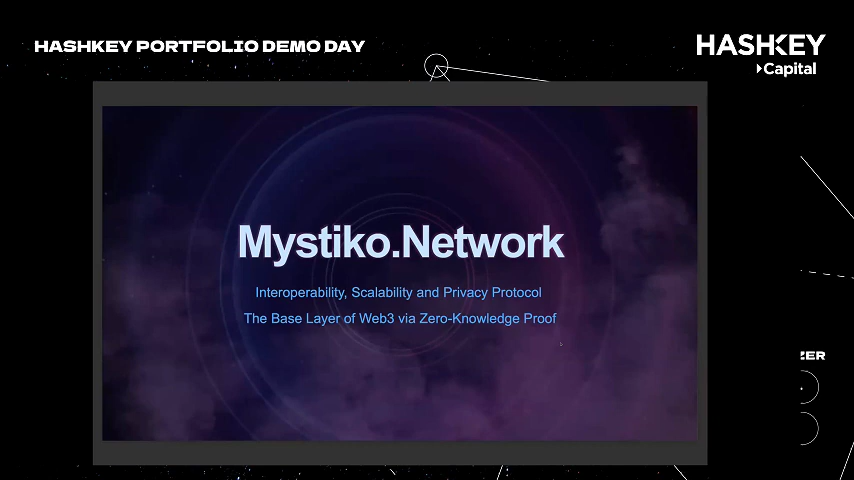 HASHKEY PORTFOLIO DEMO DAY
HASHKEY
Capital
Mystiko.Network
Interoperability, Scalability and Privacy Protocol
The Base Layer of Web3 via Zero-Knowledge Proof